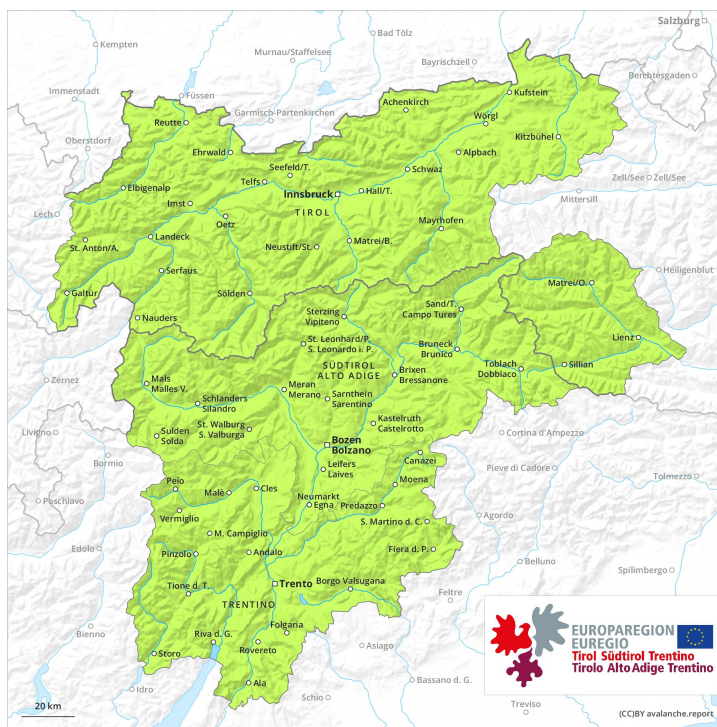 Salzburg
Kempten
Bad Tölz
Murnau/Staffelsee
Bayrischzell
Berchtesgaden
Immenstadt
Füssen
Kufstein
Achenkirch
Garmisch-Partenkirchen
Wörgl
Reutte
Kitzbühel
Oberstdorf
Ehrwald
Alpbach
Seefeld/T.
Schwaz
Telfs
Zell/See
Zell/See
Elbigenalp
Innsbruck
Hall/T.
Mittersill
Imst
TIROL
Lech
Oetz
Mayrhofen
Landeck
St. Anton/A.
Neustift/St.
Matrei/B.
Serfaus
Heiligenblut
Matrei/O.
Galtür
Sölden
Sand/T.
Campo Tures
Nauders
Sterzing
Vipiteno
Lienz
St. Leonhard/P.
S. Leonardo i. P.
Bruneck
Brunico
SÜDTIROL
ALTO ADIGE
Toblach
Dobbiaco
Sillian
Brixen
Bressanone
Zernez
Mals
Malles V.
Meran
Merano
Schlanders
Silandro
Sarnthein
Sarentino
Kastelruth
Castelrotto
St. Walburg
S. Valburga
Livigno
Sulden
Solda
Cortina d'Ampezzo
Bozen
Bolzano
Canazei
Bormio
Leifers
Laives
Pieve di Cadore
Tolmezzo
Peio
Moena
Malè
Cles
Poschiavo
Neumarkt
Egna
Predazzo
Vermiglio
Agordo
S. Martino d. C.
M. Campiglio
Edolo
Pinzolo
Andalo
Fiera d. P.
Belluno
Spilimbergo
Tione d. T.
Trento
Borgo Valsugana
Feltre
TRENTINO
Folgaria
Bienno
Riva d. G.
Rovereto
Asiago
Storo
Bassano d. G.
Ala
Idro
Schio
Treviso
20 km
EUROPAREGION
EUREGIO
Tirol Südtirol Trentino
Tirolo Alto Adige Trentino
(CC)BY avalanche.report